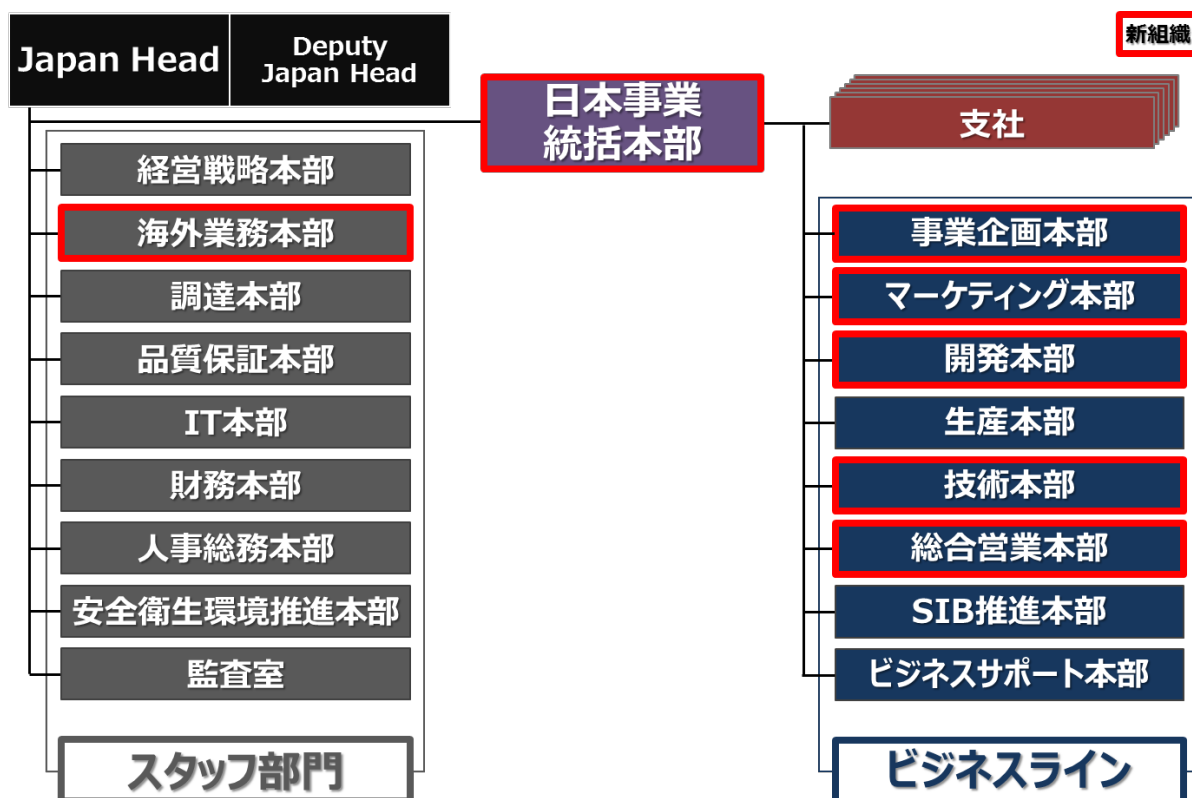 Japan Head
Deputy
Japan Head
新組織
日本事業
統括本部
支社
経営戦略本部
海外業務本部
調達本部
品質保証本部
IT本部
財務本部
人事総務本部
安全衛生環境推進本部
監査室
スタッフ部門
事業企画本部
マーケティング本部
開発本部
生産本部
技術本部
総合営業本部
SIB推進本部
ビジネスサポート本部
ビジネスライン